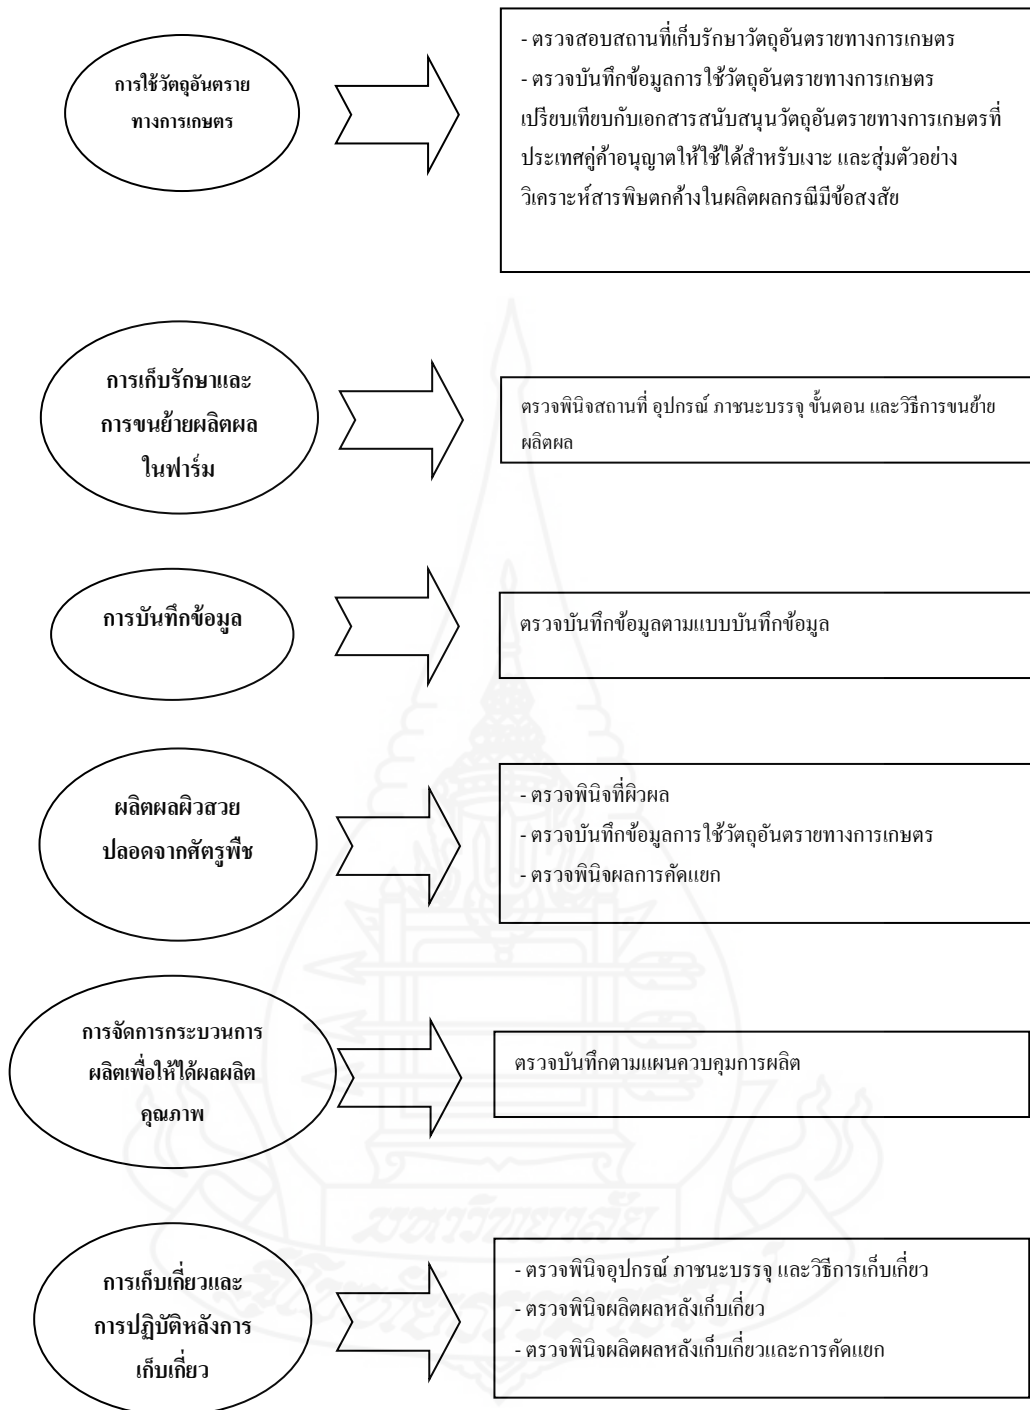 การใช้วัตถุอันตราย
ทางการเกษตร
- ตรวจสอบสถานที่เก็บรักษาวัตถุอันตรายทางการเกษตร
- ตรวจบันทึกข้อมูลการใช้วัตถุอันตรายทางการเกษตร
เปรียบเทียบกับเอกสารสนับสนุนวัตถุอันตรายทางการเกษตรที่
ประเทศคู่ค้าอนุญาตให้ใช้ได้สำหรับเงาะ และสุ่มตัวอย่าง
วิเคราะห์สารพิษตกค้างในผลิตผลกรณีมีข้อสงสัย
การเก็บรักษาและ
การขนย้ายผลิตผล
ในฟาร์ม
ตรวจพินิจสถานที่ อุปกรณ์ ภาชนะบรรจุ ขั้นตอน และวิธีการขนย้าย
ผลิตผล
การบันทึกข้อมูล
ตรวจบันทึกข้อมูลตามแบบบันทึกข้อมูล
ผลิตผลผิวสวย
ปลอดจากศัตรูพืช
- ตรวจพินิจที่ผิวผล
- ตรวจบันทึกข้อมูลการใช้วัตถุอันตรายทางการเกษตร
- ตรวจพินิจผลการคัดแยก
การจัดการกระบวนการ
ผลิตเพื่อให้ได้ผลผลิต
คุณภาพ
ตรวจบันทึกตามแผนควบคุมการผลิต
การเก็บเกี่ยวและ
การปฏิบัติหลังการ
เก็บเกี่ยว
- ตรวจพินิจอุปกรณ์ ภาชนะบรรจุ และวิธีการเก็บเกี่ยว
- ตรวจพินิจผลิตผลหลังเก็บเกี่ยว
- ตรวจพินิจผลิตผลหลังเก็บเกี่ยวและการคัดแยก
มหาวิทยาลัย
สุโขทัยธรรมาธิราช